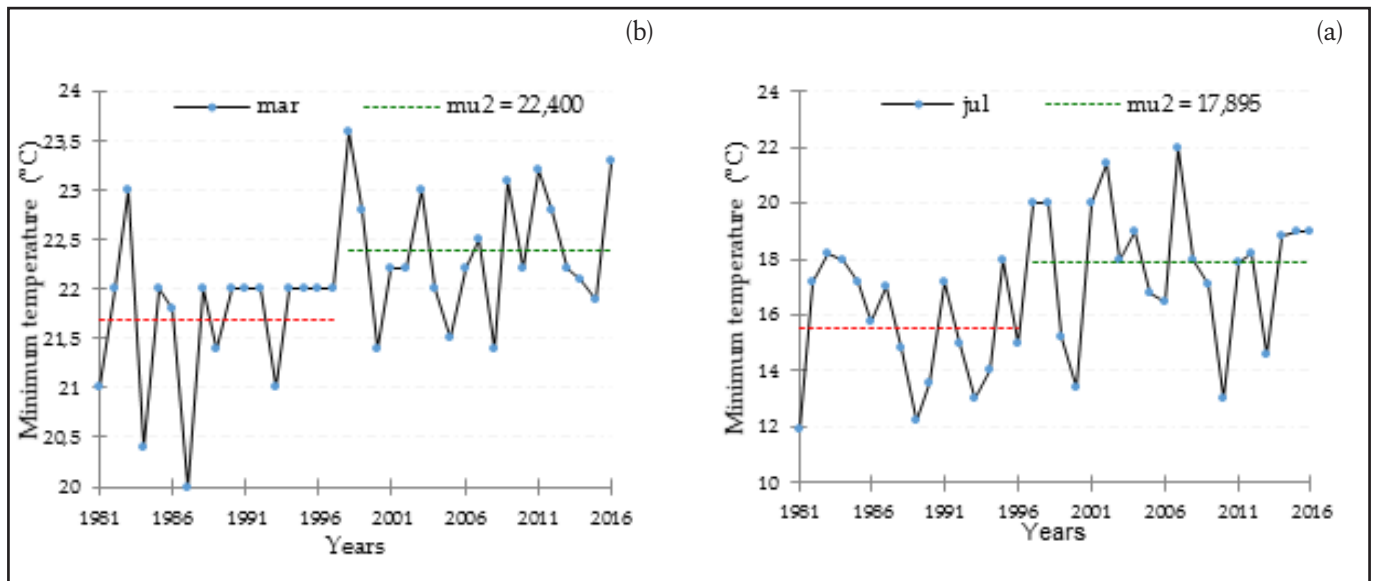 (b)
mar mu2 = 22,400
Minimum temperature (°C)
24
23.5
23
22.5
22
21.5
21
20.5
20
1981 1986 1991 1996 2001 2006 2011 2016
Years
(a)
jul mu2 = 17,895
Minimum temperature (°C)
24
22
20
18
16
14
12
10
1981 1986 1991 1996 2001 2006 2011 2016
Years